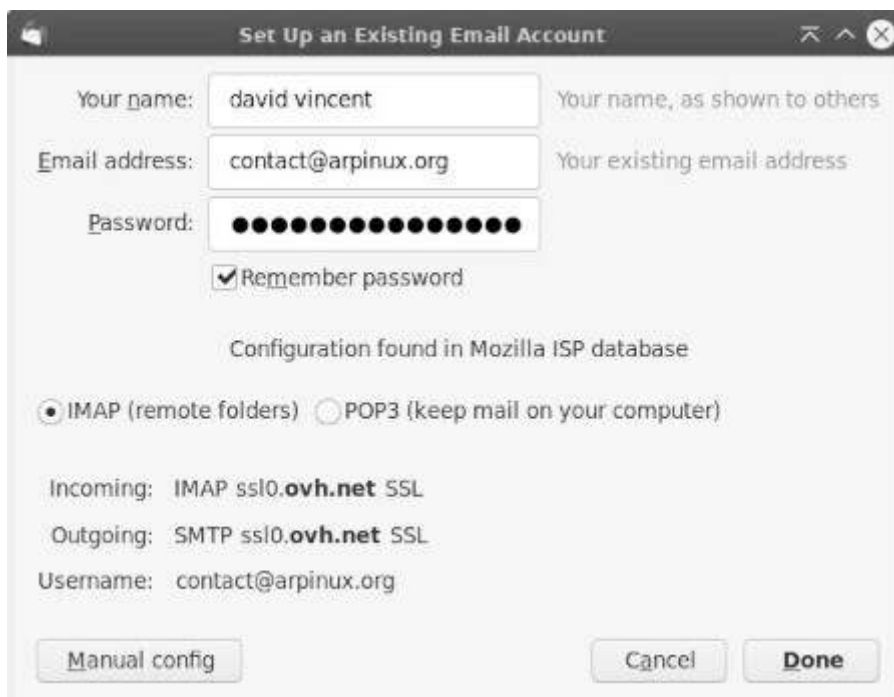 Set Up an Existing Email Account
Your name: david vincent Your name, as shown to others
Email address: contact@arpinux.org Your existing email address
Password: ●●●●●●●●●●●●●●●
Remember password
Configuration found in Mozilla ISP database
IMAP (remote folders) POP3 (keep mail on your computer)
Incoming: IMAP ssl0.ovh.net SSL
Outgoing: SMTP ssl0.ovh.net SSL
Username: contact@arpinux.org
Manual config Cancel Done